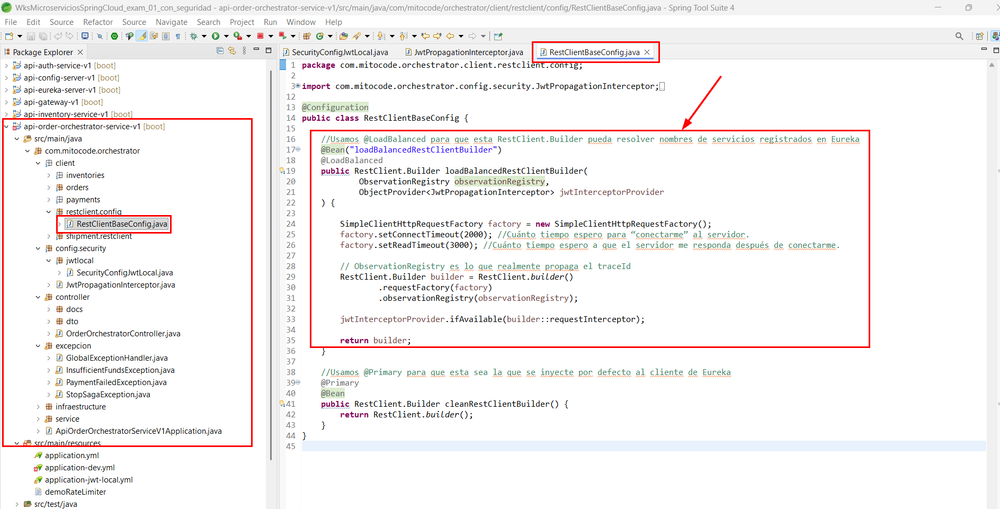 WksMicroserviciosSpringCloud_exam_01_con_seguridad - api-order-orchestrator-service-v1/src/main/java/com/mitocode/orchestrator/client/restclient/config/RestClientBaseConfig.java - Spring Tool Suite 4
File Edit Source Refactor Source Navigate Search Project Run Window Help
Package Explorer
api-auth-service-v1 [boot]
api-config-server-v1 [boot]
api-eureka-server-v1 [boot]
api-gateway-v1 [boot]
api-inventory-service-v1 [boot]
api-order-orchestrator-service-v1 [boot]
src/main/java
com.mitocode.orchestrator
client
inventories
orders
payments
restclient.config
RestClientBaseConfig.java
shipment.restclient
config.security
jwtlocal
SecurityConfigJwtLocal.java
JwtPropagationInterceptor.java
controller
docs
dto
OrderOrchestratorController.java
excepcion
GlobalExceptionHandler.java
InsufficientFundsException.java
PaymentFailedException.java
StopSagaException.java
infraestructure
service
ApiOrderOrchestratorServiceV1Application.java
src/main/resources
application.yml
application-dev.yml
application-jwt-local.yml
demoRateLimiter
src/test/java
SecurityConfigJwtLocal.java JwtPropagationInterceptor.java RestClientBaseConfig.java
1 package com.mitocode.orchestrator.client.restclient.config;
2
3 import com.mitocode.orchestrator.config.security.JwtPropagationInterceptor;
12
13 @Configuration
14 public class RestClientBaseConfig {
15
16 //Usamos @LoadBalanced para que esta RestClient.Builder pueda resolver nombres de servicios registrados en Eureka
17 @Bean("loadBalancedRestClientBuilder")
18 @LoadBalanced
19 public RestClient.Builder loadBalancedRestClientBuilder(
20 ObservationRegistry observationRegistry,
21 ObjectProvider<JwtPropagationInterceptor> jwtInterceptorProvider
22 ) {
23
24 SimpleClientHttpRequestFactory factory = new SimpleClientHttpRequestFactory();
25 factory.setConnectTimeout(2000); //Cuánto tiempo espero para “conectarme” al servidor.
26 factory.setReadTimeout(3000); //Cuánto tiempo espero a que el servidor me responda después de conectarme.
27
28 // ObservationRegistry es lo que realmente propaga el traceId
29 RestClient.Builder builder = RestClient.builder()
30 .requestFactory(factory)
31 .observationRegistry(observationRegistry);
32
33 jwtInterceptorProvider.ifAvailable(builder::requestInterceptor);
34
35 return builder;
36 }
37
38 //Usamos @Primary para que esta sea la que se inyecte por defecto al cliente de Eureka
39 @Primary
40 @Bean
41 public RestClient.Builder cleanRestClientBuilder() {
42 return RestClient.builder();
43 }
44 }
45